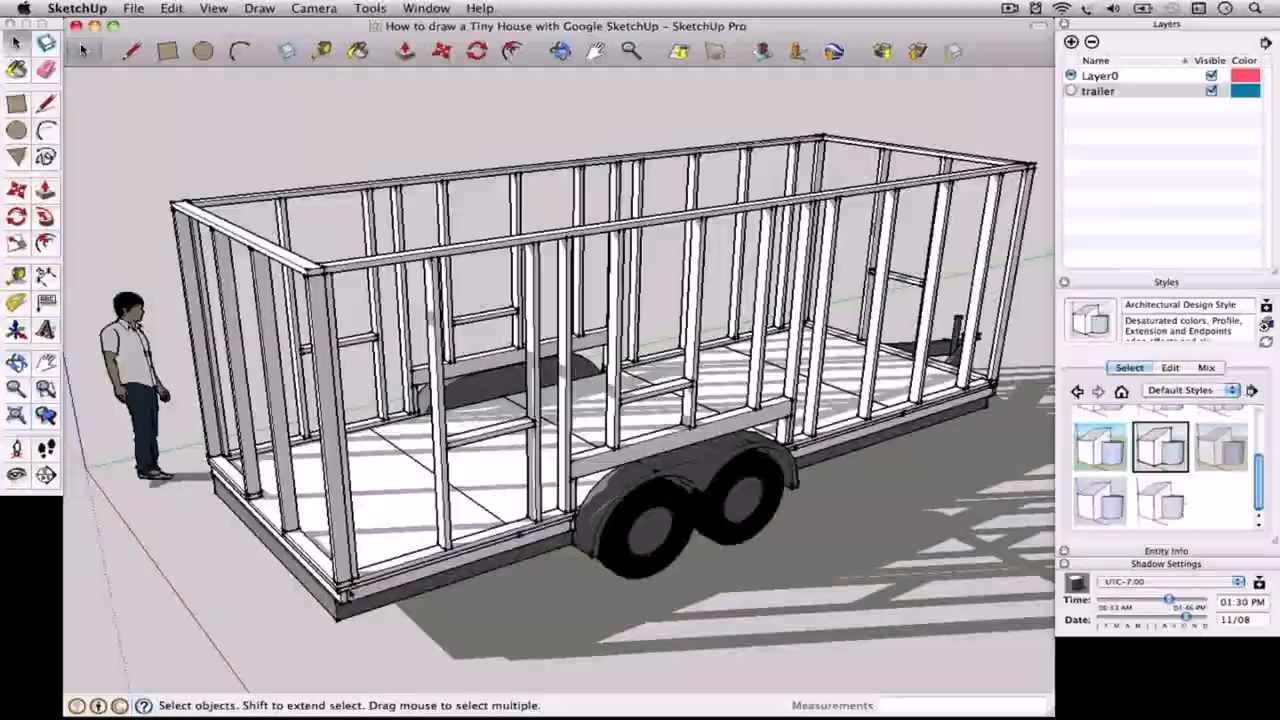 SketchUp File Edit View Draw Camera Tools Window Help
How to draw a Tiny House with Google SketchUp – SketchUp Pro
Layers
Name Visible Color
Layer0
trailer
Styles
Architectural Design Style
Desaturated colors. Profile,
Extension and Endpoints
Select Edit Mix
Default Styles
Entity Info
Shadow Settings
UTC-7:00
Time: 04:46 PM 01:30 PM
Date: J F M A M J J A S O N D 11/08
Select objects. Shift to extend select. Drag mouse to select multiple.
Measurements